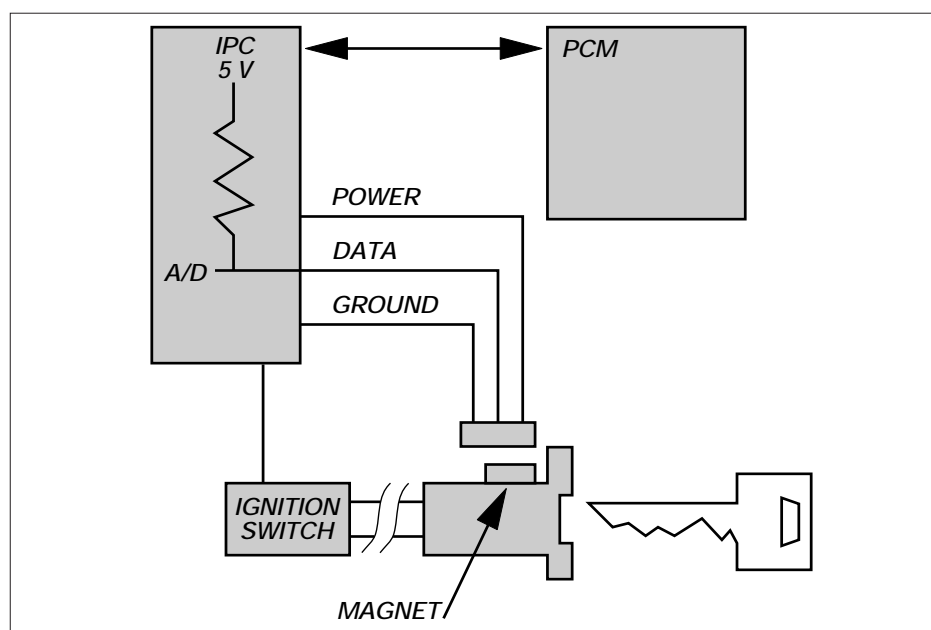 IPC
5 V
PCM
POWER
DATA
A/D
GROUND
IGNITION
SWITCH
MAGNET